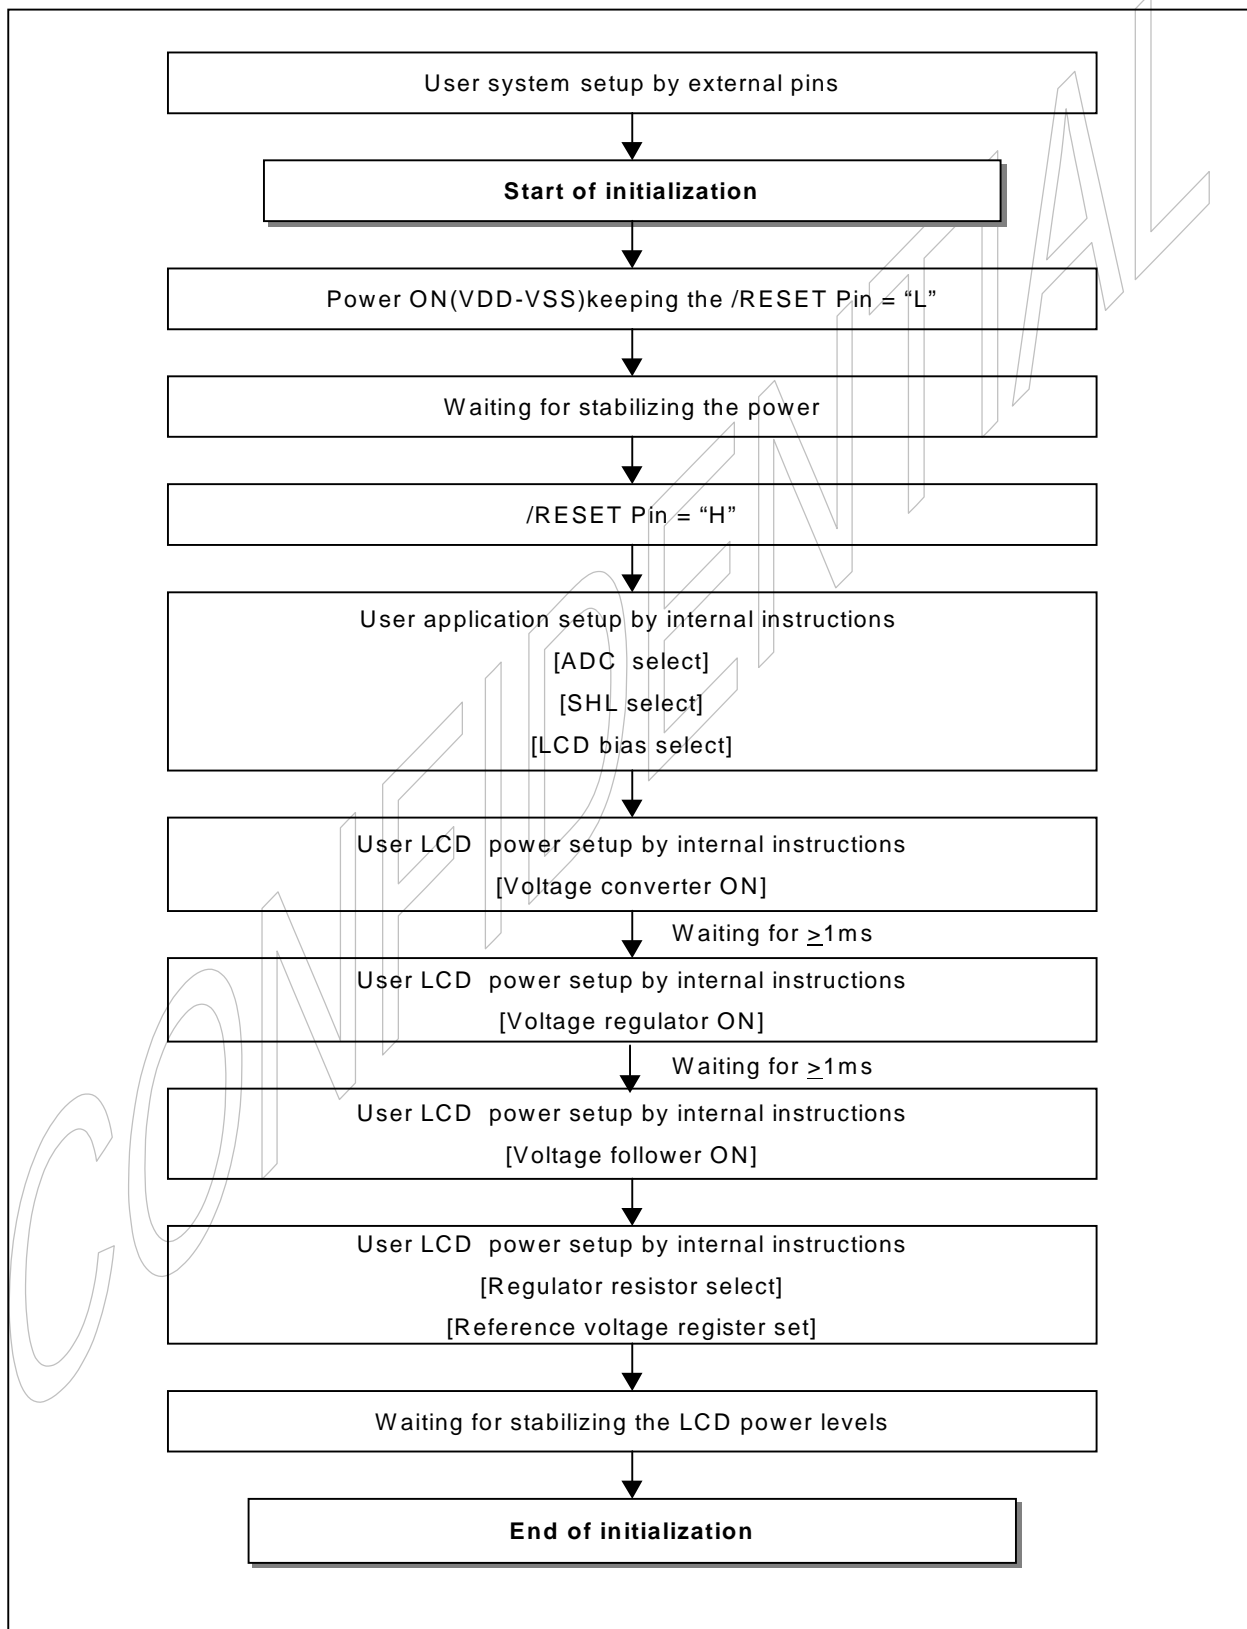 User system setup by external pins
Start of initialization
Power ON(VDD-VSS)keeping the /RESET Pin = “L”
Waiting for stabilizing the power
/RESET Pin = “H”
User application setup by internal instructions
[ADC select]
[SHL select]
[LCD bias select]
User LCD power setup by internal instructions
[Voltage converter ON]
Waiting for ≥1ms
User LCD power setup by internal instructions
[Voltage regulator ON]
Waiting for ≥1ms
User LCD power setup by internal instructions
[Voltage follower ON]
User LCD power setup by internal instructions
[Regulator resistor select]
[Reference voltage register set]
Waiting for stabilizing the LCD power levels
End of initialization
CONFIDENTIAL